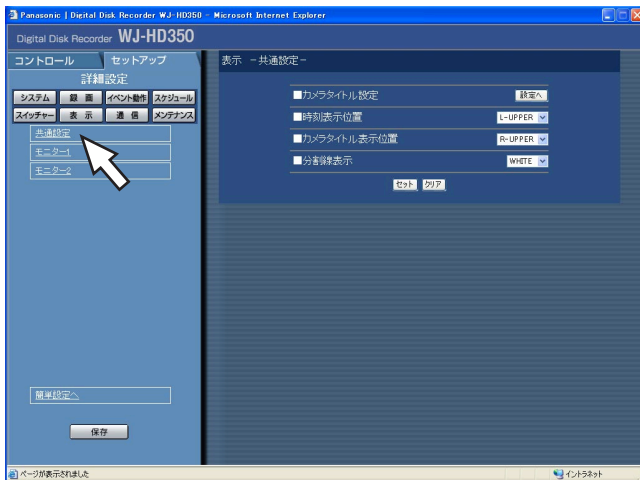 Panasonic | Digital Disk Recorder WJ-HD350 - Microsoft Internet Explorer
Digital Disk Recorder WJ-HD350
コントロール セットアップ
詳細設定
システム 録画 イベント動作 スケジュール
スイッチャー 表示 通信 メンテナンス
共通設定
モニター1
モニター2
簡単設定へ
保存
表示 -共通設定-
■カメラタイトル設定 設定へ
■時刻表示位置 L-UPPER
■カメラタイトル表示位置 R-UPPER
■分割線表示 WHITE
セット クリア
ページが表示されました イントラネット